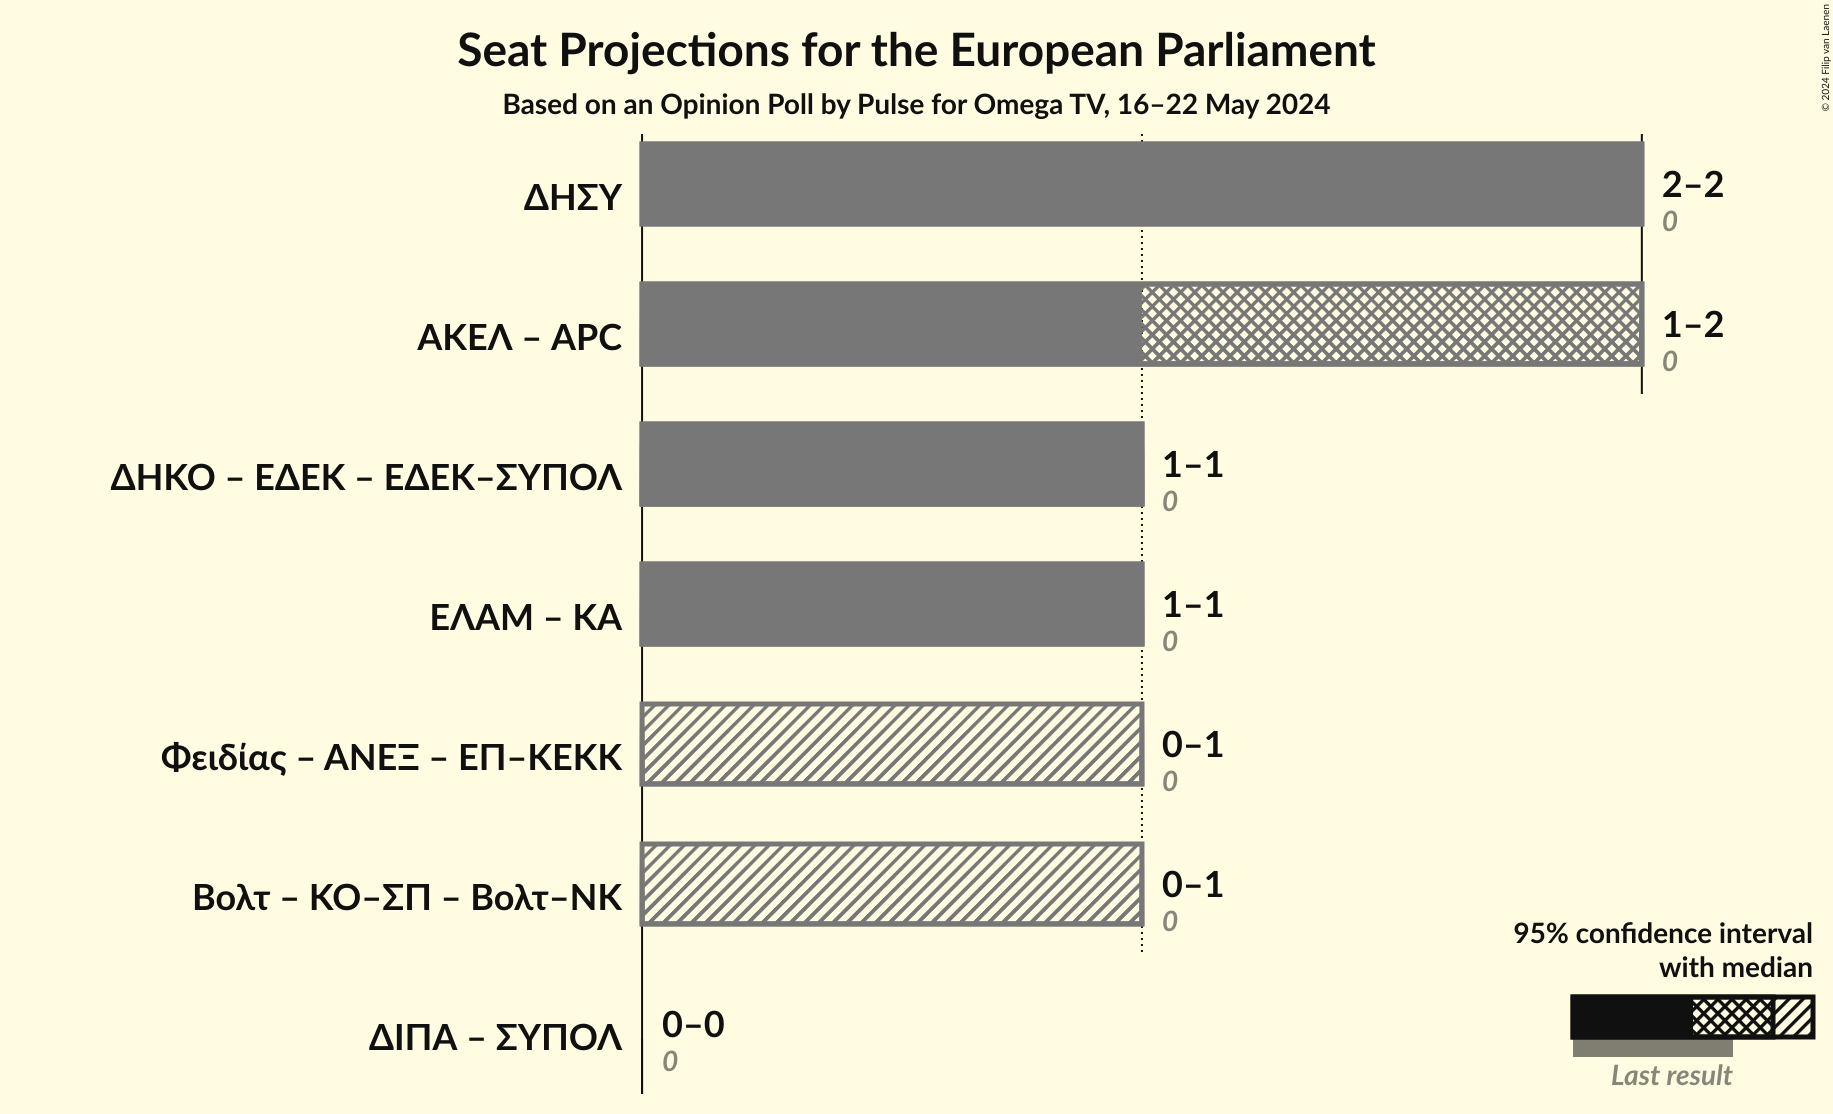 Seat Projections for the European Parliament
Based on an Opinion Poll by Pulse for Omega TV, 16–22 May 2024
© 2024 Filip van Laenen
ΔΗΣΥ
2–2
0
ΑΚΕΛ – APC
1–2
0
ΔΗΚΟ – ΕΔΕΚ – ΕΔΕΚ–ΣΥΠΟΛ
1–1
0
ΕΛΑΜ – ΚΑ
1–1
0
Φειδίας – ΑΝΕΞ – ΕΠ–ΚΕΚΚ
0–1
0
Βολτ – ΚΟ–ΣΠ – Βολτ–ΝΚ
0–1
0
ΔΙΠΑ – ΣΥΠΟΛ
0–0
0
95% confidence interval
with median
Last result